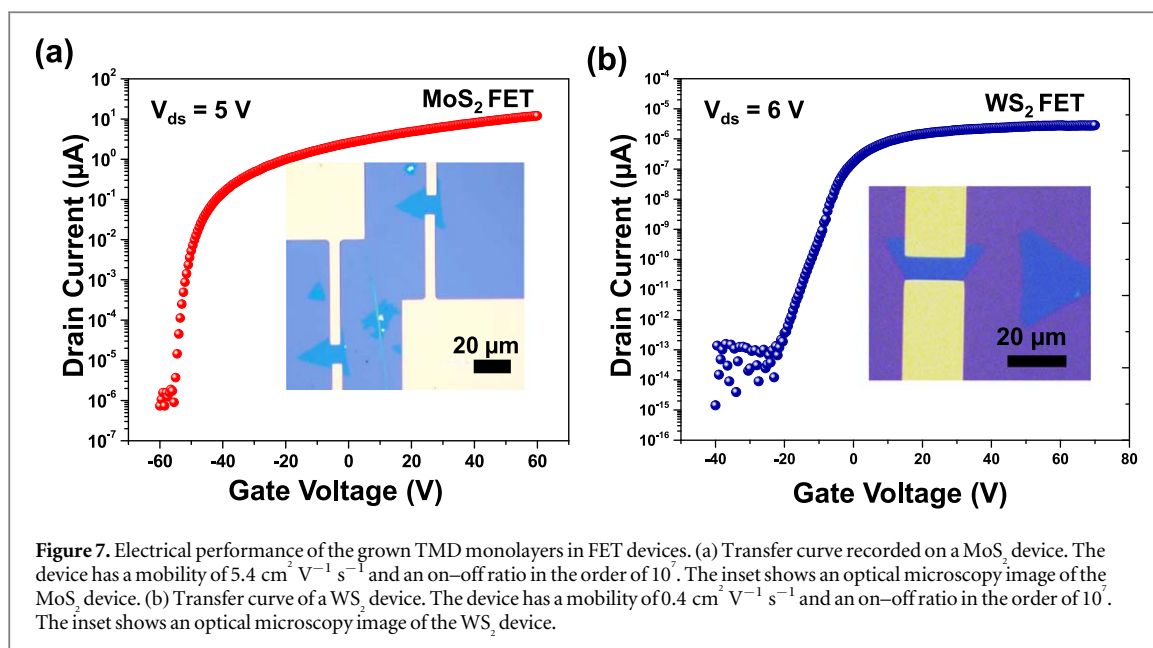 (a)
10²
10¹
10⁰
10⁻¹
10⁻²
10⁻³
10⁻⁴
10⁻⁵
10⁻⁶
10⁻⁷
Drain Current (μA)
V_ds = 5 V
MoS₂ FET
20 μm
-60
-40
-20
0
20
40
60
Gate Voltage (V)
(b)
10⁻⁴
10⁻⁵
10⁻⁶
10⁻⁷
10⁻⁸
10⁻⁹
10⁻¹⁰
10⁻¹¹
10⁻¹²
10⁻¹³
10⁻¹⁴
10⁻¹⁵
10⁻¹⁶
Drain Current (μA)
V_ds = 6 V
WS₂ FET
20 μm
-40
-20
0
20
40
60
80
Gate Voltage (V)
Figure 7. Electrical performance of the grown TMD monolayers in FET devices. (a) Transfer curve recorded on a MoS₂ device. The
device has a mobility of 5.4 cm² V⁻¹ s⁻¹ and an on–off ratio in the order of 10⁷. The inset shows an optical microscopy image of the
MoS₂ device. (b) Transfer curve of a WS₂ device. The device has a mobility of 0.4 cm² V⁻¹ s⁻¹ and an on–off ratio in the order of 10⁷.
The inset shows an optical microscopy image of the WS₂ device.